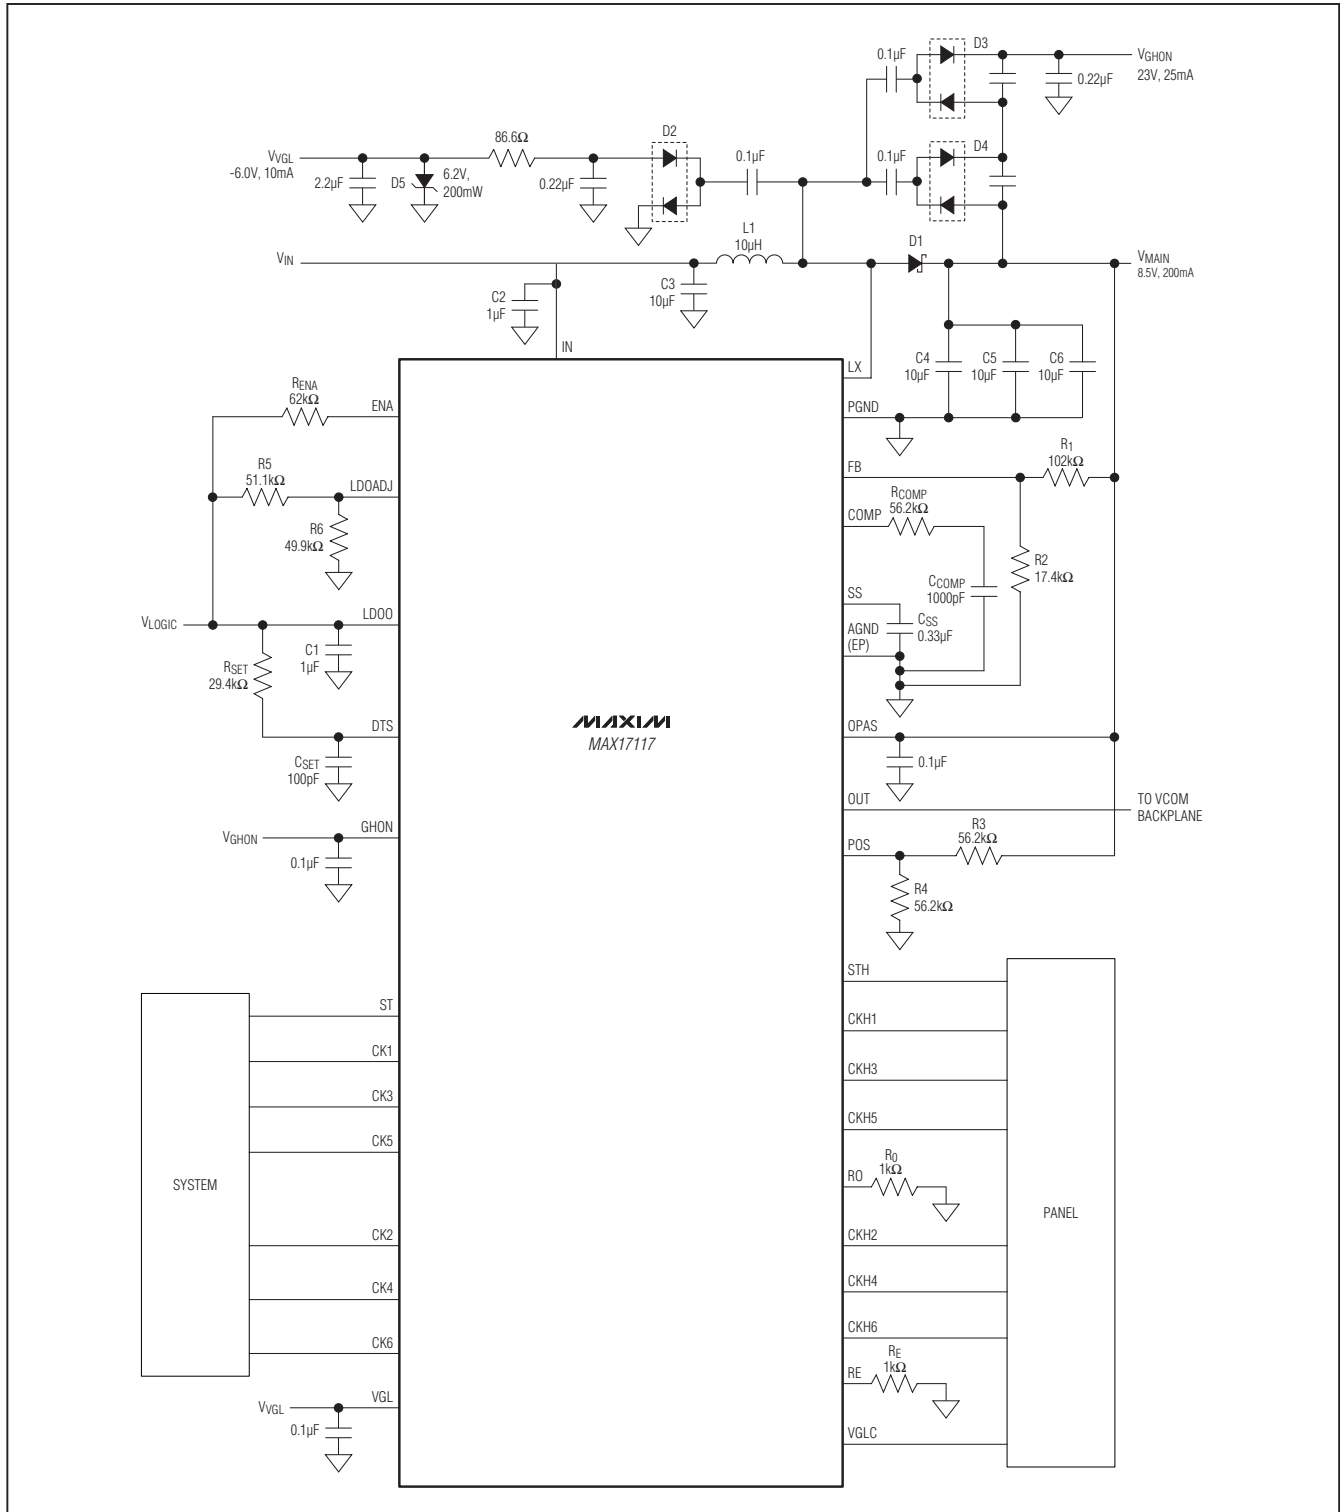 0.1µF
D3
VGHON
23V, 25mA
0.22µF
VVGL
-6.0V, 10mA
2.2µF
D5
6.2V,
200mW
86.6Ω
0.22µF
D2
0.1µF
0.1µF
D4
VIN
L1
10µH
D1
VMAIN
8.5V, 200mA
C2
1µF
C3
10µF
IN
C4
10µF
C5
10µF
C6
10µF
LX
PGND
RENA
62kΩ
ENA
R5
51.1kΩ
LDOADJ
R6
49.9kΩ
FB
R1
102kΩ
COMP
RCOMP
56.2kΩ
R2
17.4kΩ
CCOMP
1000pF
SS
CSS
0.33µF
AGND
(EP)
VLOGIC
LDOO
C1
1µF
RSET
29.4kΩ
DTS
CSET
100pF
MAXIM
MAX17117
OPAS
0.1µF
OUT
TO VCOM
BACKPLANE
VGHON
GHON
0.1µF
POS
R3
56.2kΩ
R4
56.2kΩ
SYSTEM
ST
CK1
CK3
CK5
CK2
CK4
CK6
VVGL
VGL
0.1µF
STH
CKH1
CKH3
CKH5
RO
R0
1kΩ
CKH2
CKH4
CKH6
RE
RE
1kΩ
VGLC
PANEL